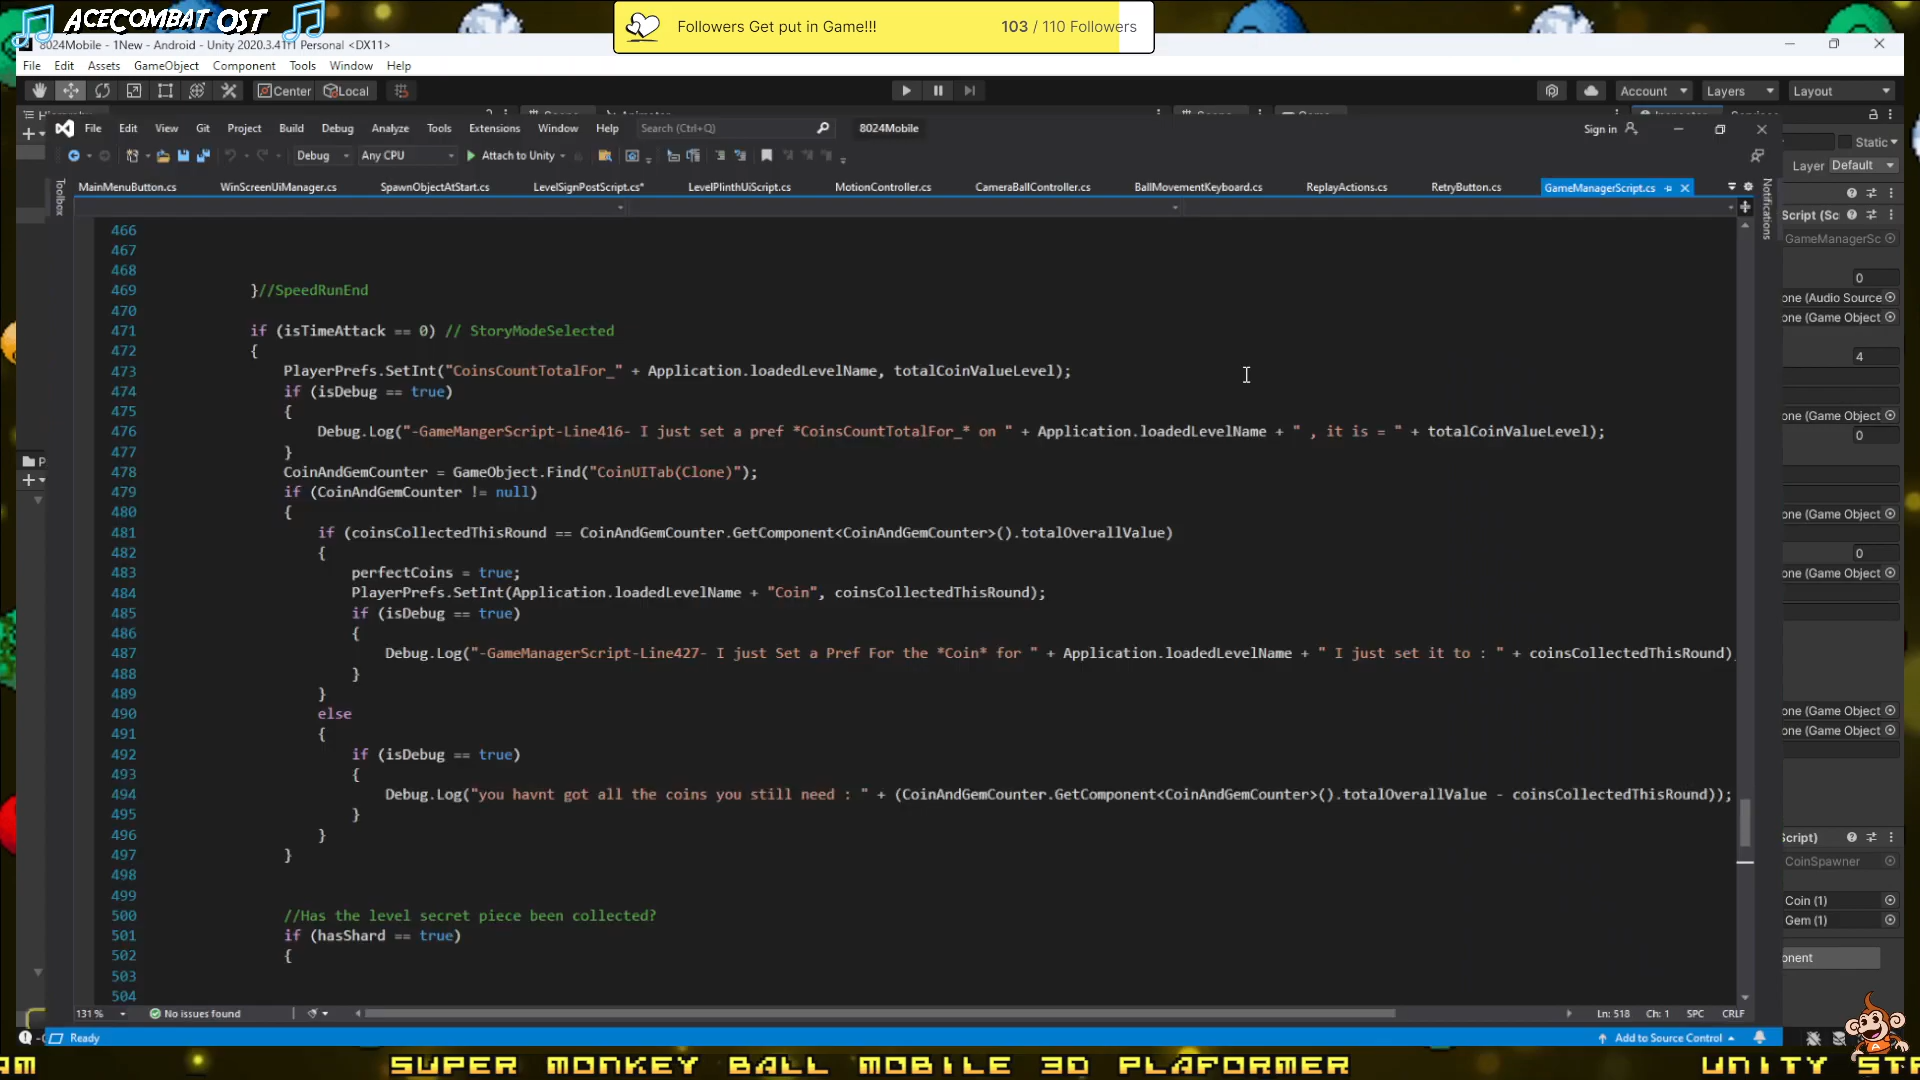 ACECOMBAT OST
Followers Get put in Game!!! 103 / 110 Followers
8024Mobile - 1New - Android - Unity 2020.3.41f1 Personal <DX11>
File Edit Assets GameObject Component Tools Window Help
Center Local Account Layers Layout
File Edit View Git Project Build Debug Analyze Tools Extensions Window Help Search (Ctrl+Q) 8024Mobile Sign in
Static
Debug Any CPU Attach to Unity
Layer Default
MainMenuButton.cs WinScreenUiManager.cs SpawnObjectAtStart.cs LevelSignPostScript.cs* LevelPlinthUiScript.cs MotionController.cs CameraBallController.cs BallMovementKeyboard.cs ReplayActions.cs RetryButton.cs GameManagerScript.cs
Toolbox
Notifications
466
467
468
469 }//SpeedRunEnd
470
471 if (isTimeAttack == 0) // StoryModeSelected
472 {
473 PlayerPrefs.SetInt("CoinsCountTotalFor_" + Application.loadedLevelName, totalCoinValueLevel);
474 if (isDebug == true)
475 {
476 Debug.Log("-GameMangerScript-Line416- I just set a pref *CoinsCountTotalFor_* on " + Application.loadedLevelName + " , it is = " + totalCoinValueLevel);
477 }
478 CoinAndGemCounter = GameObject.Find("CoinUITab(Clone)");
479 if (CoinAndGemCounter != null)
480 {
481 if (coinsCollectedThisRound == CoinAndGemCounter.GetComponent<CoinAndGemCounter>().totalOverallValue)
482 {
483 perfectCoins = true;
484 PlayerPrefs.SetInt(Application.loadedLevelName + "Coin", coinsCollectedThisRound);
485 if (isDebug == true)
486 {
487 Debug.Log("-GameManagerScript-Line427- I just Set a Pref For the *Coin* for " + Application.loadedLevelName + " I just set it to : " + coinsCollectedThisRound)
488 }
489 }
490 else
491 {
492 if (isDebug == true)
493 {
494 Debug.Log("you havnt got all the coins you still need : " + (CoinAndGemCounter.GetComponent<CoinAndGemCounter>().totalOverallValue - coinsCollectedThisRound));
495 }
496 }
497 }
498
499
500 //Has the level secret piece been collected?
501 if (hasShard == true)
502 {
503
504
Script (Sc
GameManagerSc
0
one (Audio Source
one (Game Object
4
one (Game Object
0
one (Game Object
0
one (Game Object
one (Game Object
one (Game Object
Script)
CoinSpawner
Coin (1)
Gem (1)
onent
131 % No issues found Ln: 518 Ch: 1 SPC CRLF
Ready Add to Source Control
AM SUPER MONKEY BALL MOBILE 3D PLAFORMER UNITY ST